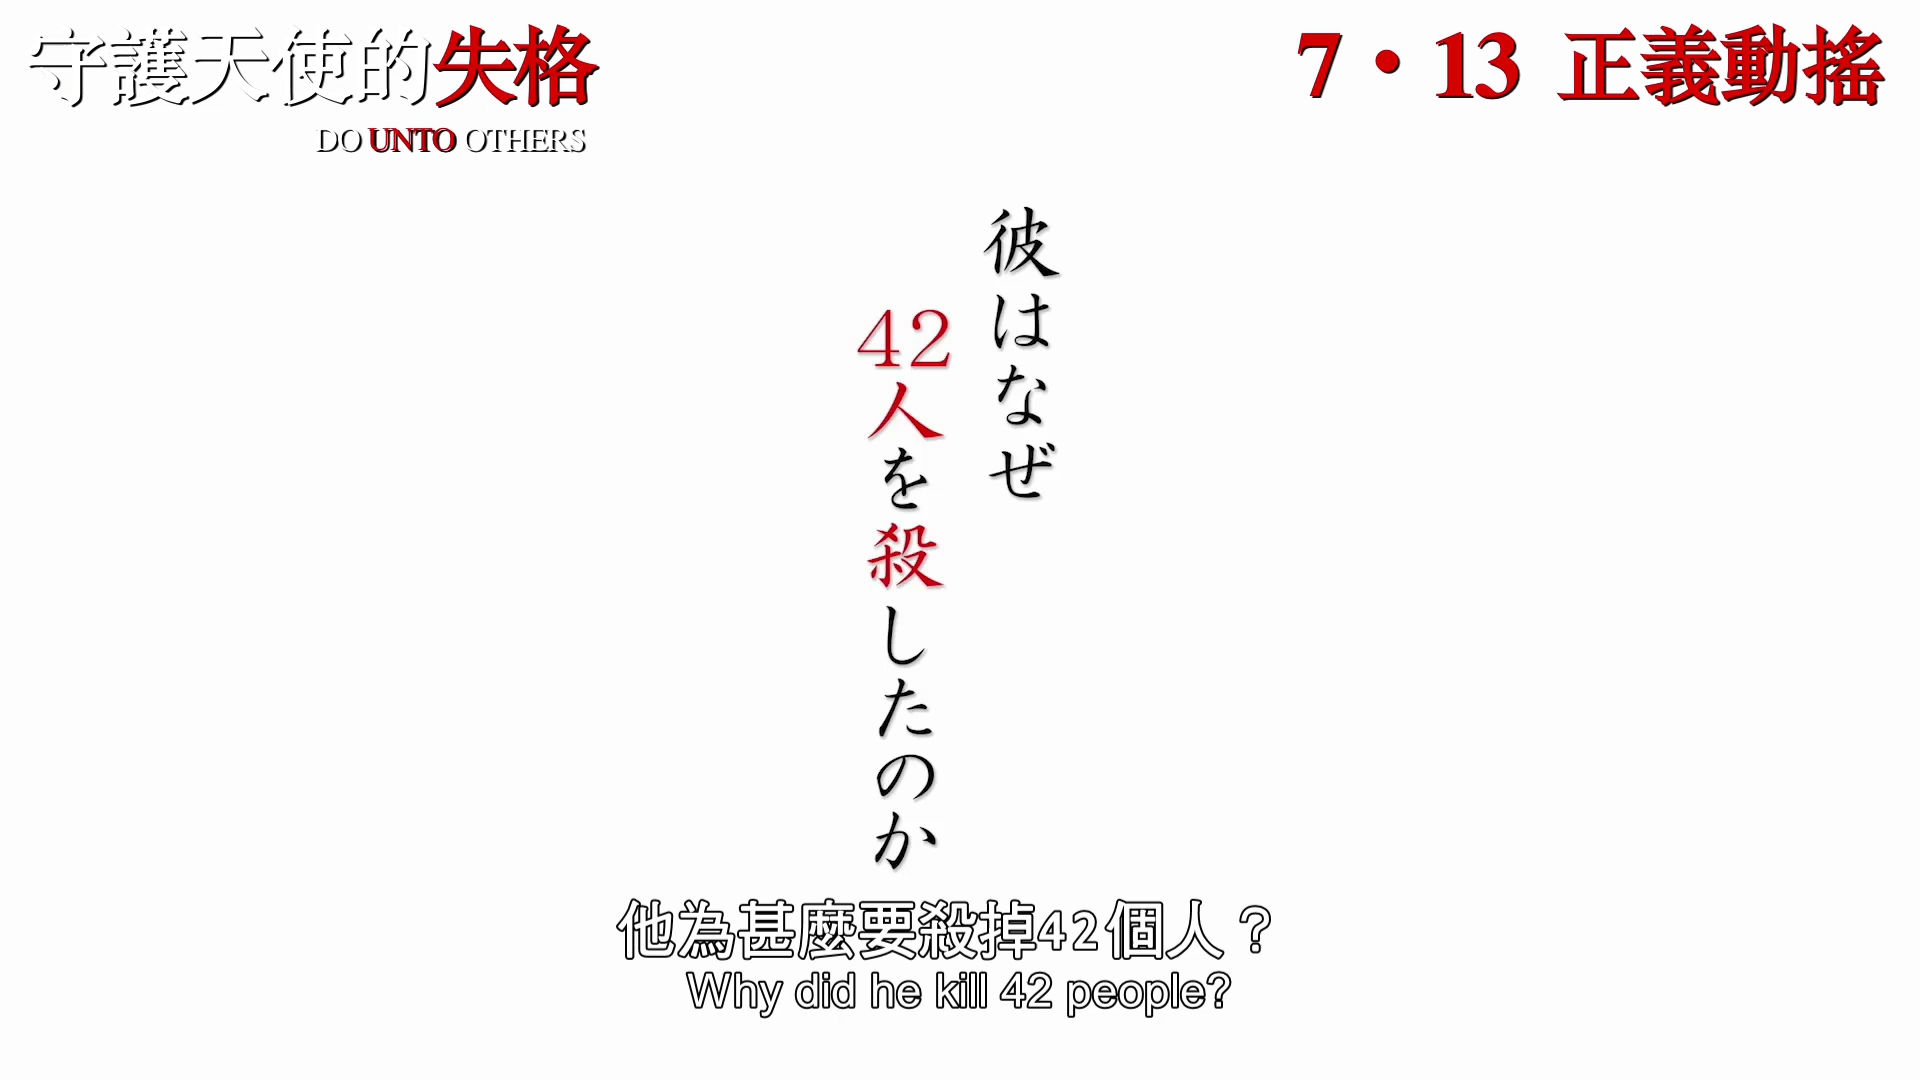 守護天使的失格
DO UNTO OTHERS
7•13 正義動搖
彼はなぜ
42人を殺したのか
他為甚麼要殺掉42個人？
Why did he kill 42 people?